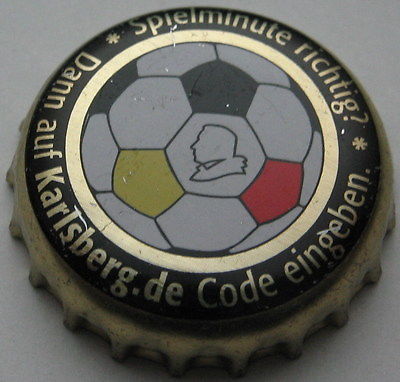 * Spielminute richtig? *
Dann auf Karlsberg.de Code eingeben.